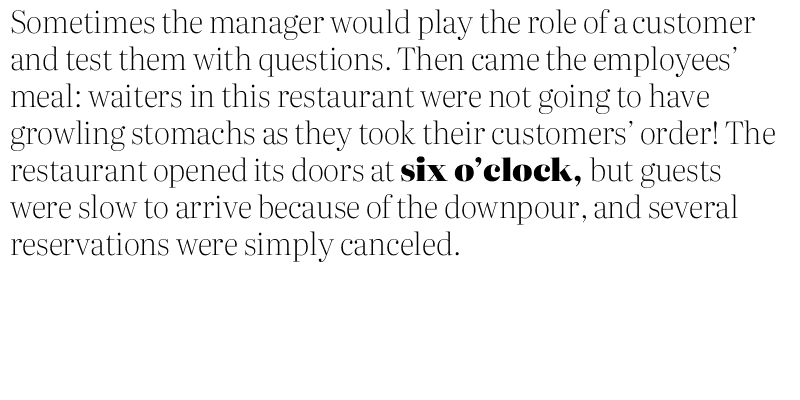 Sometimes the manager would play the role of a customer
and test them with questions. Then came the employees’
meal: waiters in this restaurant were not going to have
growling stomachs as they took their customers’ order! The
restaurant opened its doors at six o’clock, but guests
were slow to arrive because of the downpour, and several
reservations were simply canceled.